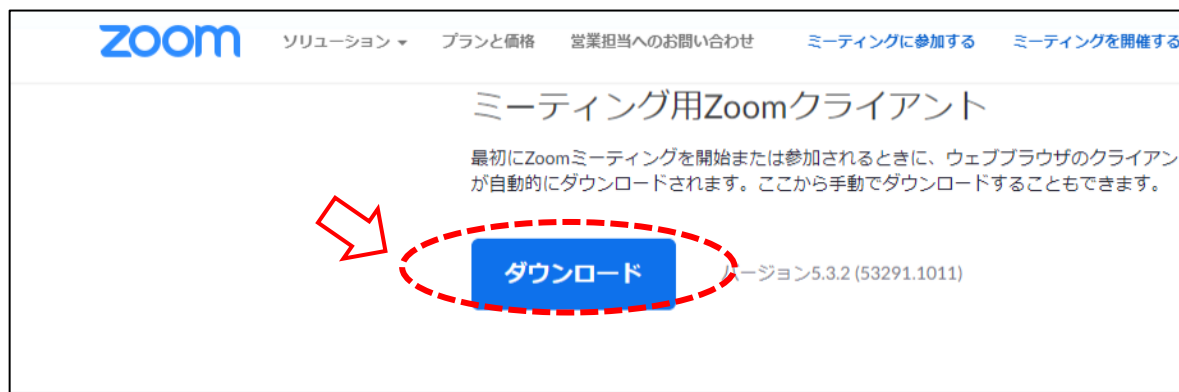 zoom ソリューション プランと価格 営業担当へのお問い合わせ ミーティングに参加する ミーティングを開催する
ミーティング用Zoomクライアント
最初にZoomミーティングを開始または参加されるときに、ウェブブラウザのクライアン
が自動的にダウンロードされます。ここから手動でダウンロードすることもできます。
ダウンロード バージョン5.3.2 (53291.1011)